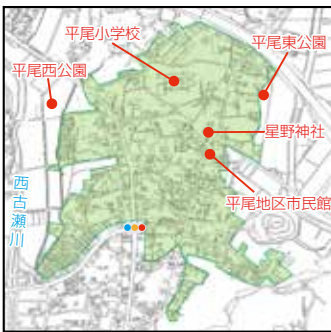 平尾小学校
平尾東公園
平尾西公園
星野神社
平尾地区市民館
西古瀬川